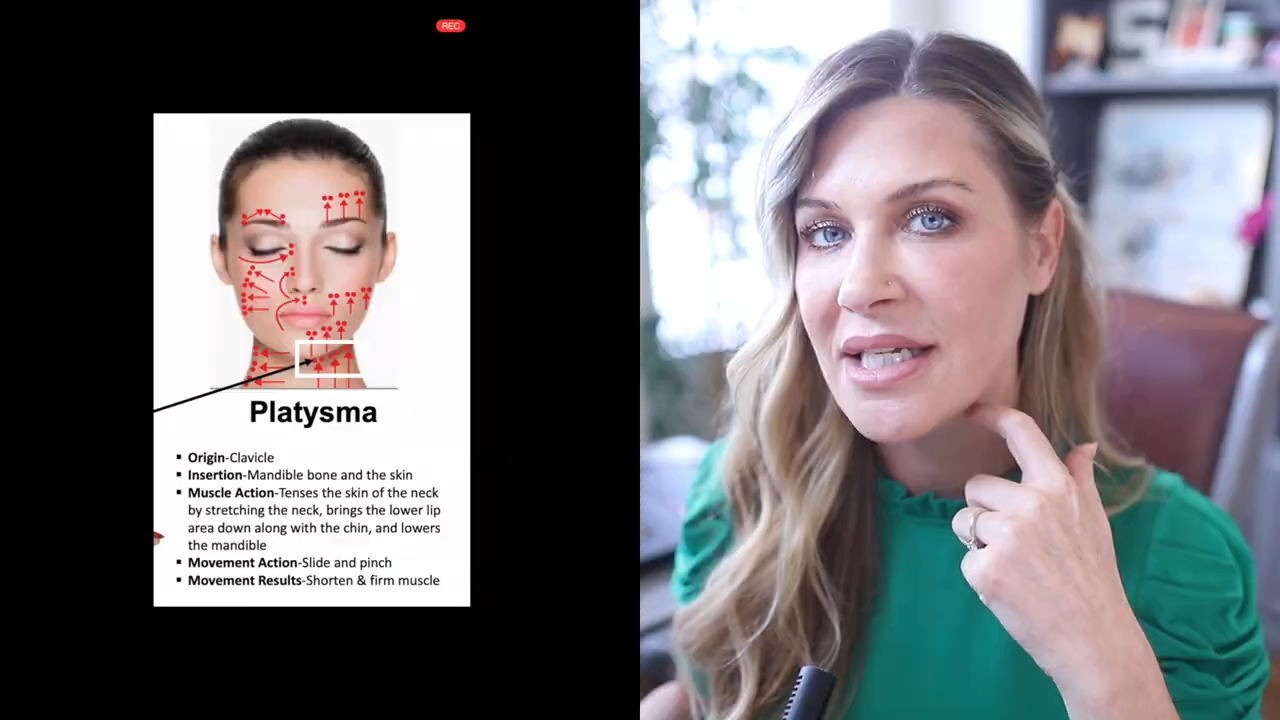 REC
Platysma
▪ Origin-Clavicle
▪ Insertion-Mandible bone and the skin
▪ Muscle Action-Tenses the skin of the neck
by stretching the neck, brings the lower lip
area down along with the chin, and lowers
the mandible
▪ Movement Action-Slide and pinch
▪ Movement Results-Shorten & firm muscle